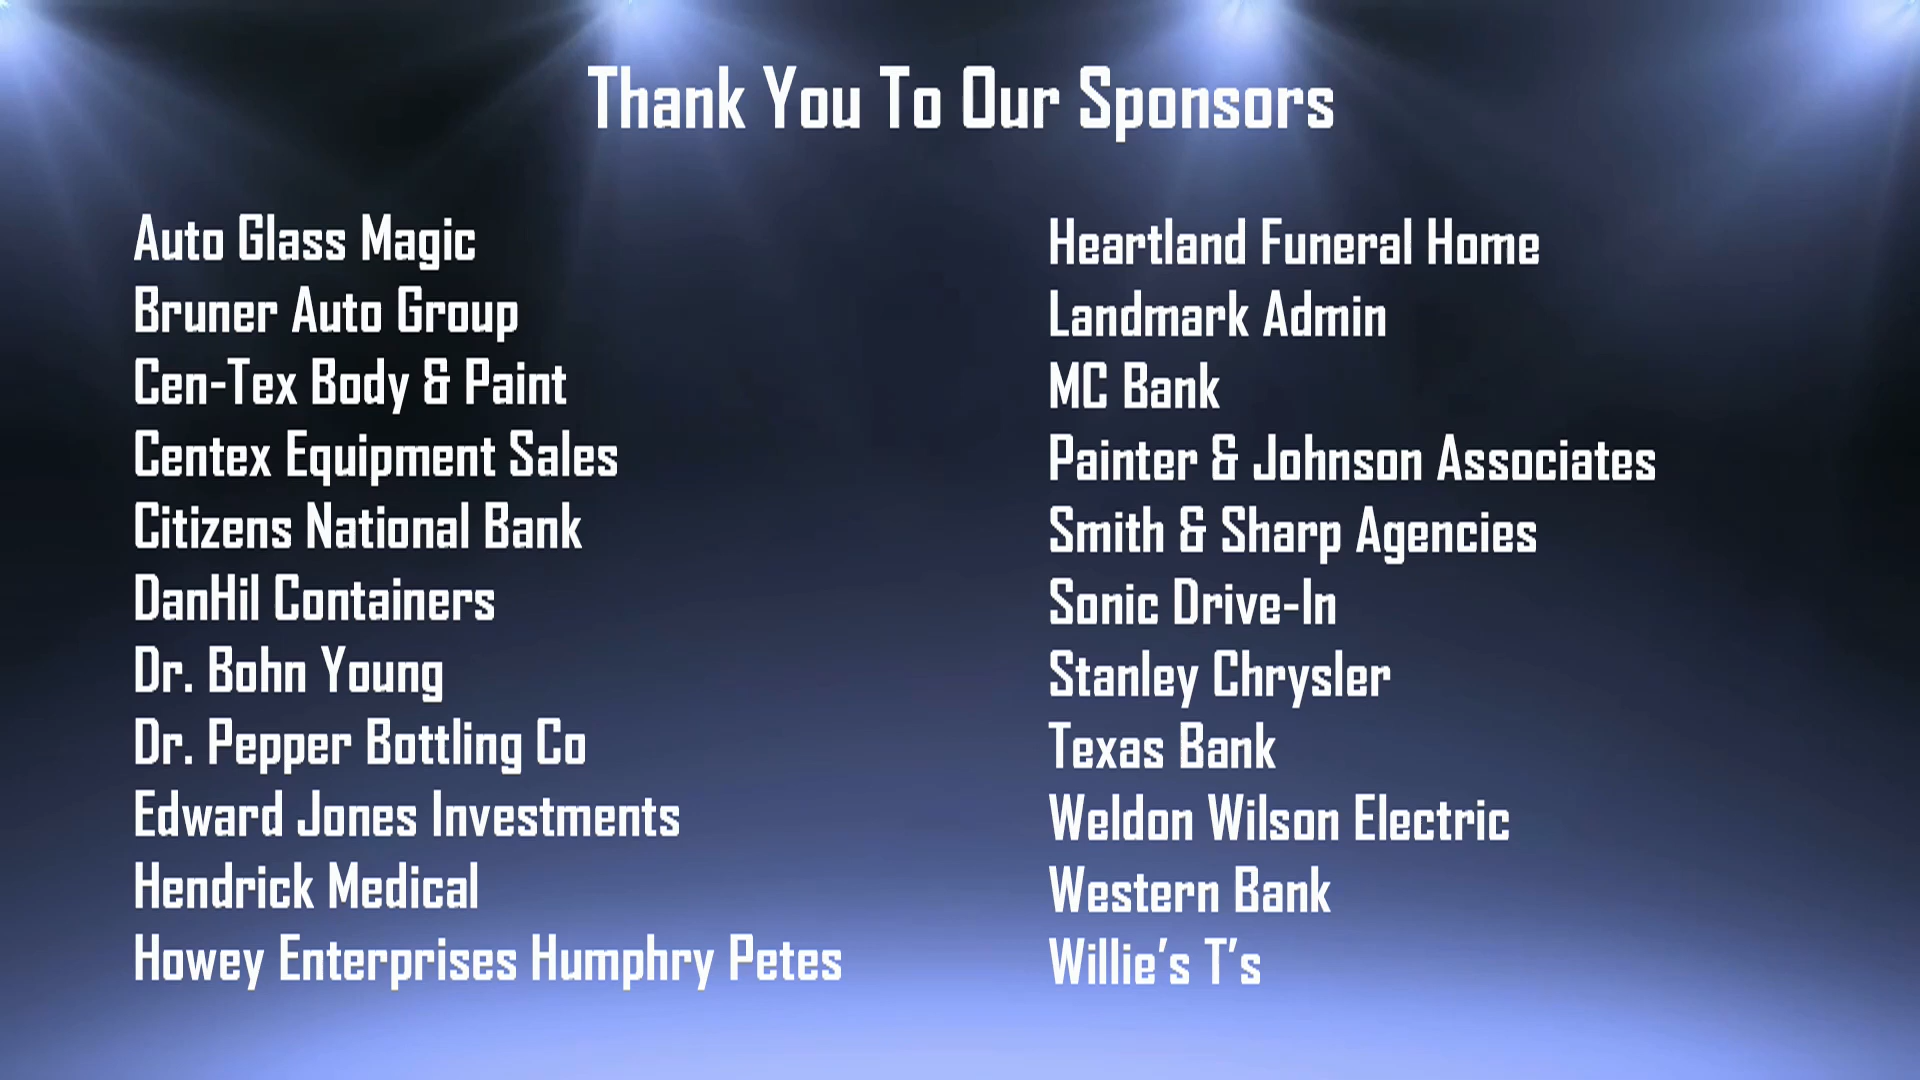 Thank You To Our Sponsors
Auto Glass Magic
Bruner Auto Group
Cen-Tex Body & Paint
Centex Equipment Sales
Citizens National Bank
DanHil Containers
Dr. Bohn Young
Dr. Pepper Bottling Co
Edward Jones Investments
Hendrick Medical
Howey Enterprises Humphry Petes
Heartland Funeral Home
Landmark Admin
MC Bank
Painter & Johnson Associates
Smith & Sharp Agencies
Sonic Drive-In
Stanley Chrysler
Texas Bank
Weldon Wilson Electric
Western Bank
Willie’s T’s